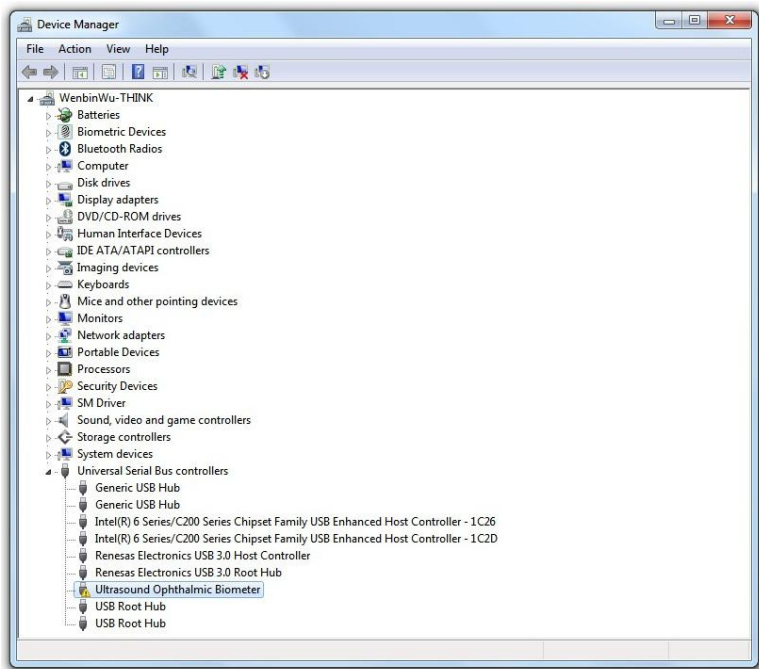 Device Manager
File Action View Help
WenbinWu-THINK
Batteries
Biometric Devices
Bluetooth Radios
Computer
Disk drives
Display adapters
DVD/CD-ROM drives
Human Interface Devices
IDE ATA/ATAPI controllers
Imaging devices
Keyboards
Mice and other pointing devices
Monitors
Network adapters
Portable Devices
Processors
Security Devices
SM Driver
Sound, video and game controllers
Storage controllers
System devices
Universal Serial Bus controllers
Generic USB Hub
Generic USB Hub
Intel(R) 6 Series/C200 Series Chipset Family USB Enhanced Host Controller - 1C26
Intel(R) 6 Series/C200 Series Chipset Family USB Enhanced Host Controller - 1C2D
Renesas Electronics USB 3.0 Host Controller
Renesas Electronics USB 3.0 Root Hub
Ultrasound Ophthalmic Biometer
USB Root Hub
USB Root Hub